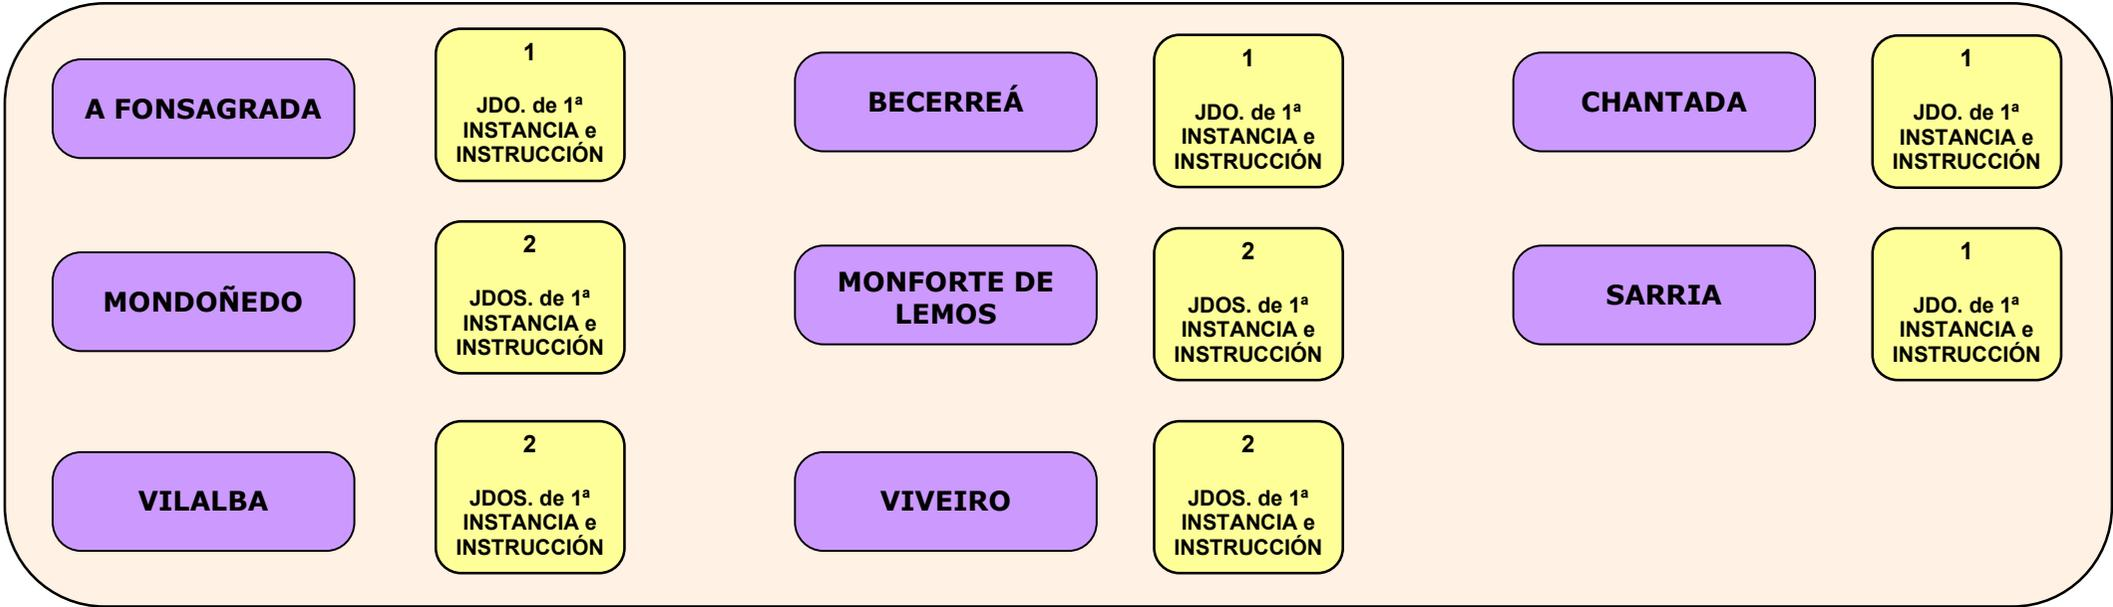 A FONSAGRADA
1
JDO. de 1ª
INSTANCIA e
INSTRUCCIÓN
BECERREÁ
1
JDO. de 1ª
INSTANCIA e
INSTRUCCIÓN
CHANTADA
1
JDO. de 1ª
INSTANCIA e
INSTRUCCIÓN
MONDOÑEDO
2
JDOS. de 1ª
INSTANCIA e
INSTRUCCIÓN
MONFORTE DE
LEMOS
2
JDOS. de 1ª
INSTANCIA e
INSTRUCCIÓN
SARRIA
1
JDO. de 1ª
INSTANCIA e
INSTRUCCIÓN
VILALBA
2
JDOS. de 1ª
INSTANCIA e
INSTRUCCIÓN
VIVEIRO
2
JDOS. de 1ª
INSTANCIA e
INSTRUCCIÓN